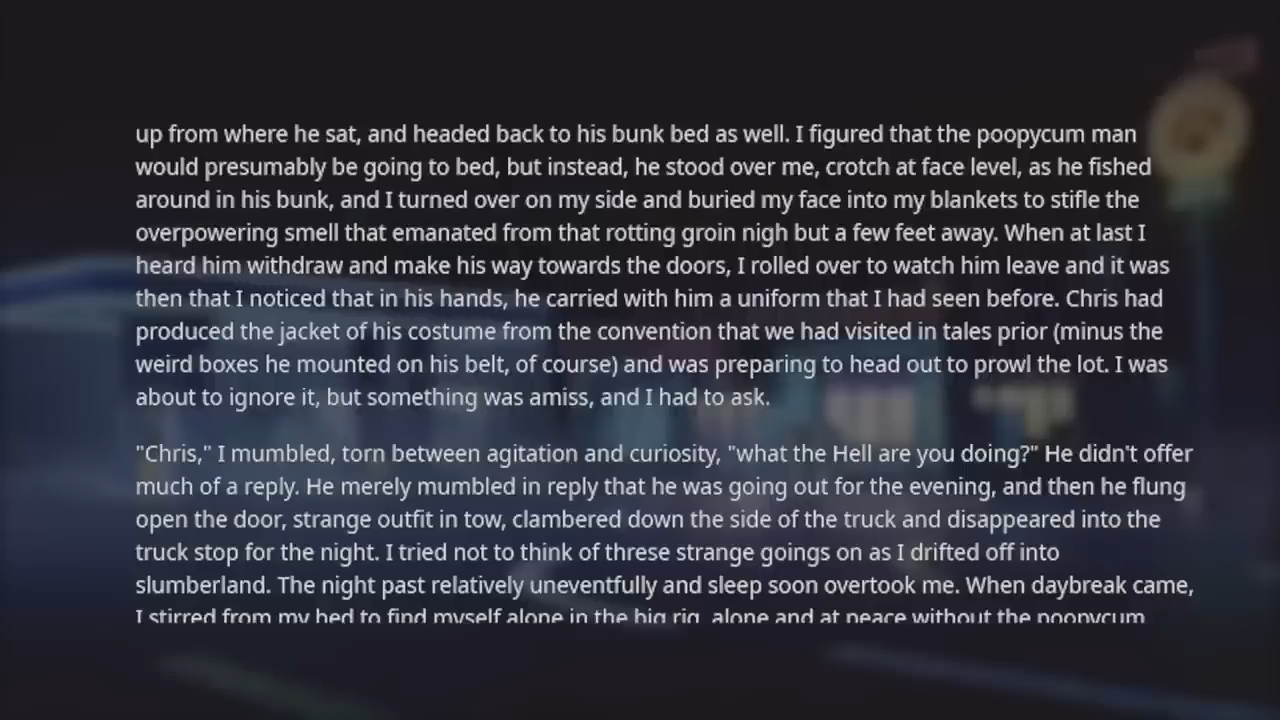 up from where he sat, and headed back to his bunk bed as well. I figured that the poopycum man
would presumably be going to bed, but instead, he stood over me, crotch at face level, as he fished
around in his bunk, and I turned over on my side and buried my face into my blankets to stifle the
overpowering smell that emanated from that rotting groin nigh but a few feet away. When at last I
heard him withdraw and make his way towards the doors, I rolled over to watch him leave and it was
then that I noticed that in his hands, he carried with him a uniform that I had seen before. Chris had
produced the jacket of his costume from the convention that we had visited in tales prior (minus the
weird boxes he mounted on his belt, of course) and was preparing to head out to prowl the lot. I was
about to ignore it, but something was amiss, and I had to ask.
"Chris," I mumbled, torn between agitation and curiosity, "what the Hell are you doing?" He didn't offer
much of a reply. He merely mumbled in reply that he was going out for the evening, and then he flung
open the door, strange outfit in tow, clambered down the side of the truck and disappeared into the
truck stop for the night. I tried not to think of threse strange goings on as I drifted off into
slumberland. The night past relatively uneventfully and sleep soon overtook me. When daybreak came,
I stirred from my bed to find myself alone in the big rig, alone and at peace without the poopycum